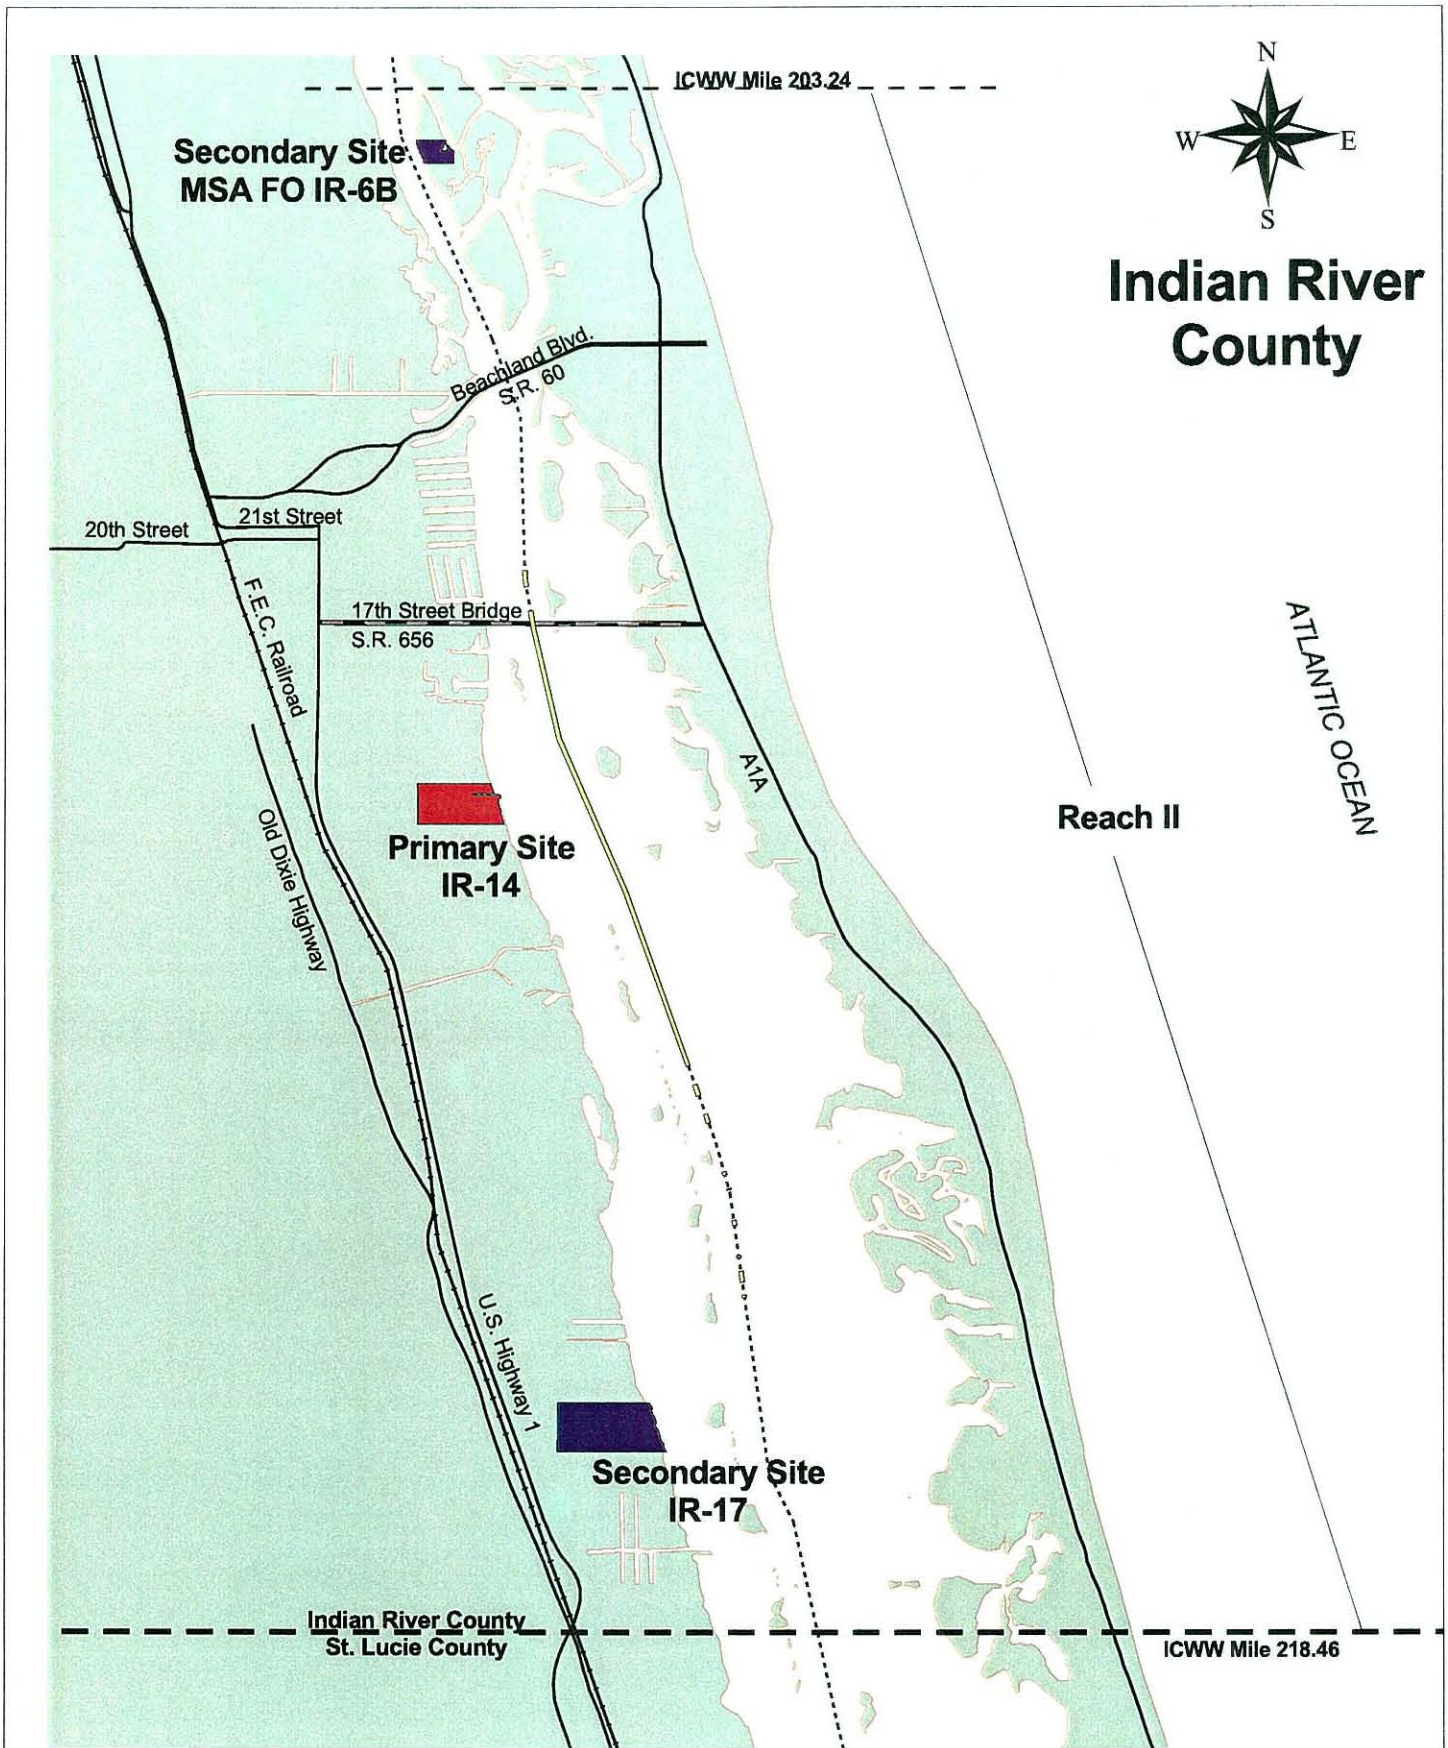 N
W
E
S
ICWW Mile 203.24
Secondary Site
MSA FO IR-6B
Indian River
County
Beachland Blvd.
S.R. 60
20th Street
21st Street
F.E.C. Railroad
17th Street Bridge
S.R. 656
ATLANTIC OCEAN
A1A
Old Dixie Highway
Primary Site
IR-14
Reach II
U.S. Highway 1
Secondary Site
IR-17
Indian River County
St. Lucie County
ICWW Mile 218.46